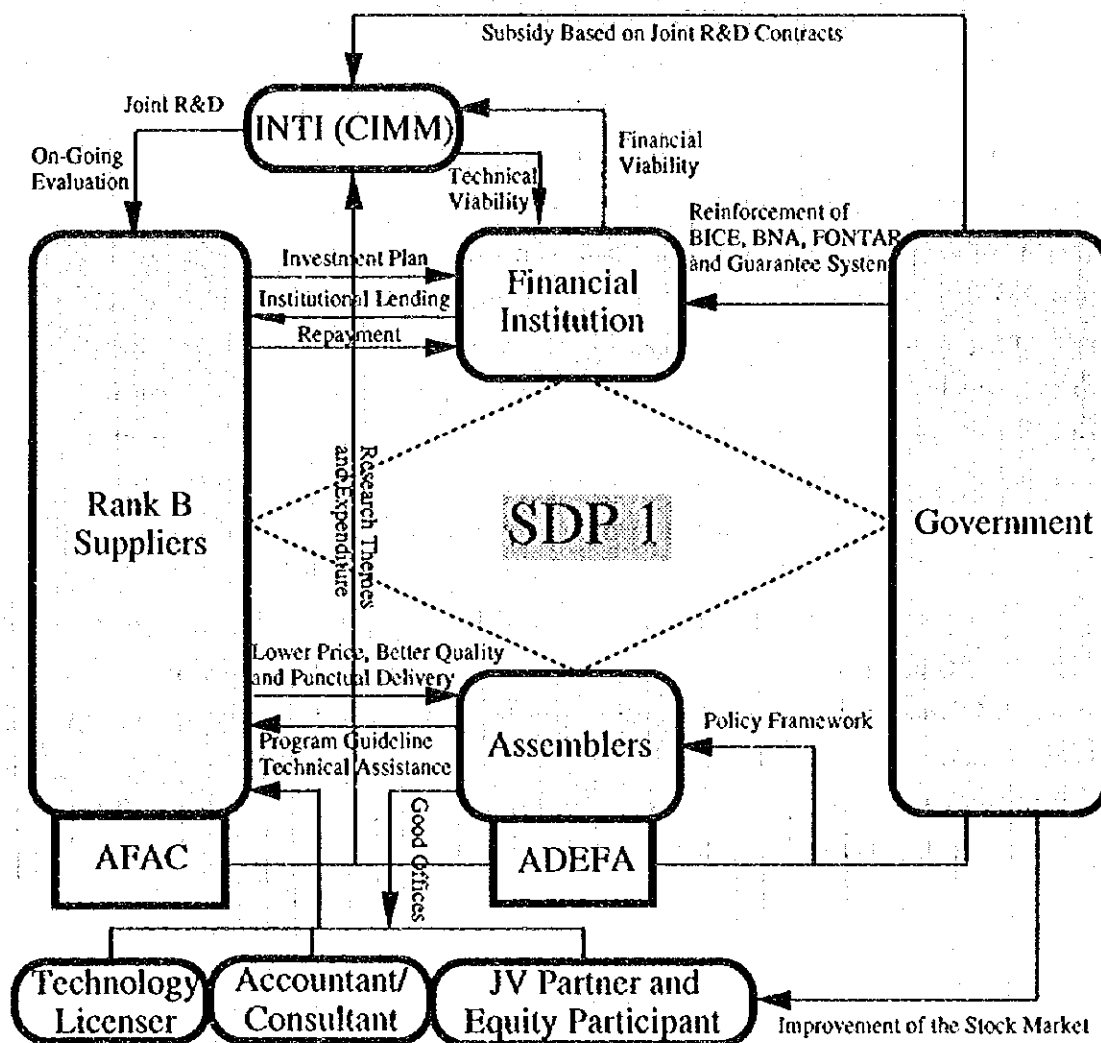 Subsidy Based on Joint R&D Contracts
Joint R&D
INTI (CIMM)
Financial
Viability
On-Going
Evaluation
Technical
Viability
Reinforcement of
BICE, BNA, FONTAR
and Guarantee System
Investment Plan
Institutional Lending
Repayment
Financial
Institution
Research Themes
and Expenditure
Rank B
Suppliers
SDP 1
Government
Lower Price, Better Quality
and Punctual Delivery
Program Guideline
Technical Assistance
Assemblers
Policy Framework
Good Offices
AFAC
ADEFA
Technology
Licenser
Accountant/
Consultant
JV Partner and
Equity Participant
Improvement of the Stock Market